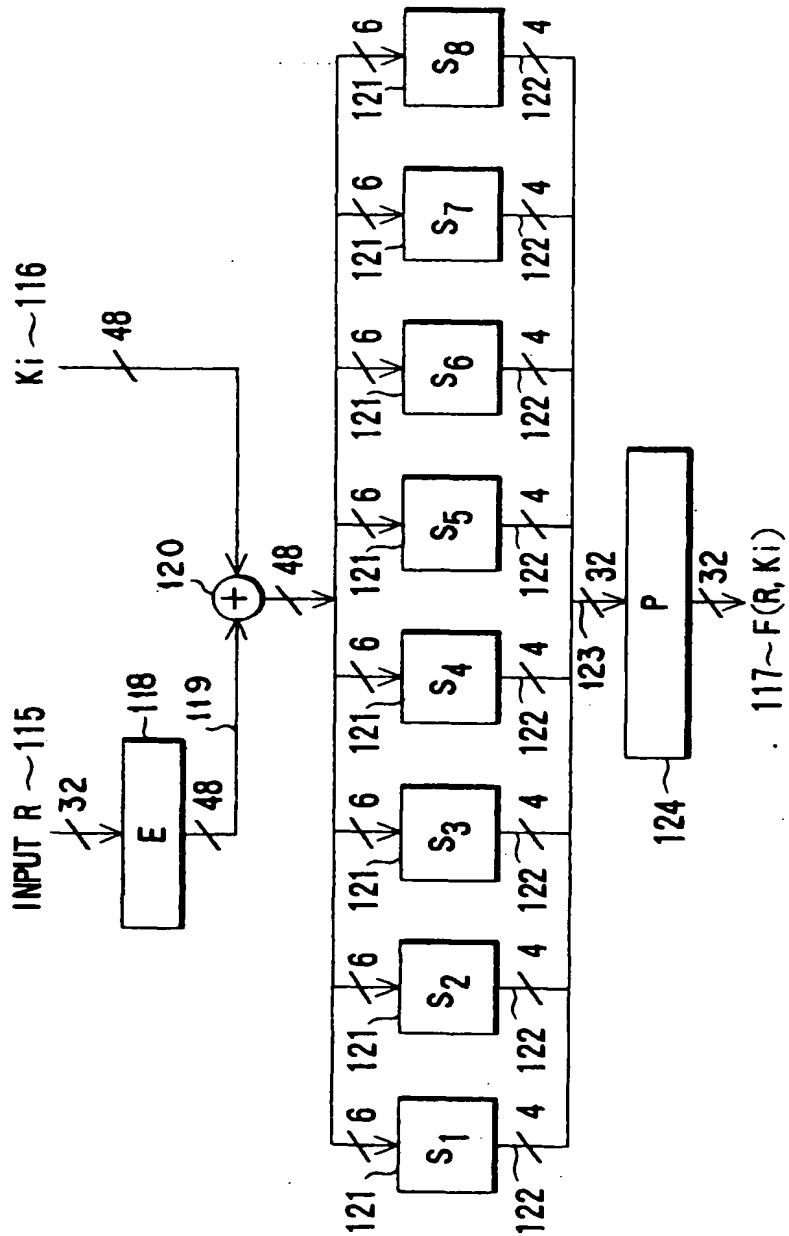 INPUT R ~115
Ki ~116
32
48
E
118
119
48
120
+
48
6 6 6 6 6 6 6 6
121 121 121 121 121 121 121 121
S1 S2 S3 S4 S5 S6 S7 S8
122 122 122 122 122 122 122 122
4 4 4 4 4 4 4 4
123
32
P
124
32
117~F(R,Ki)